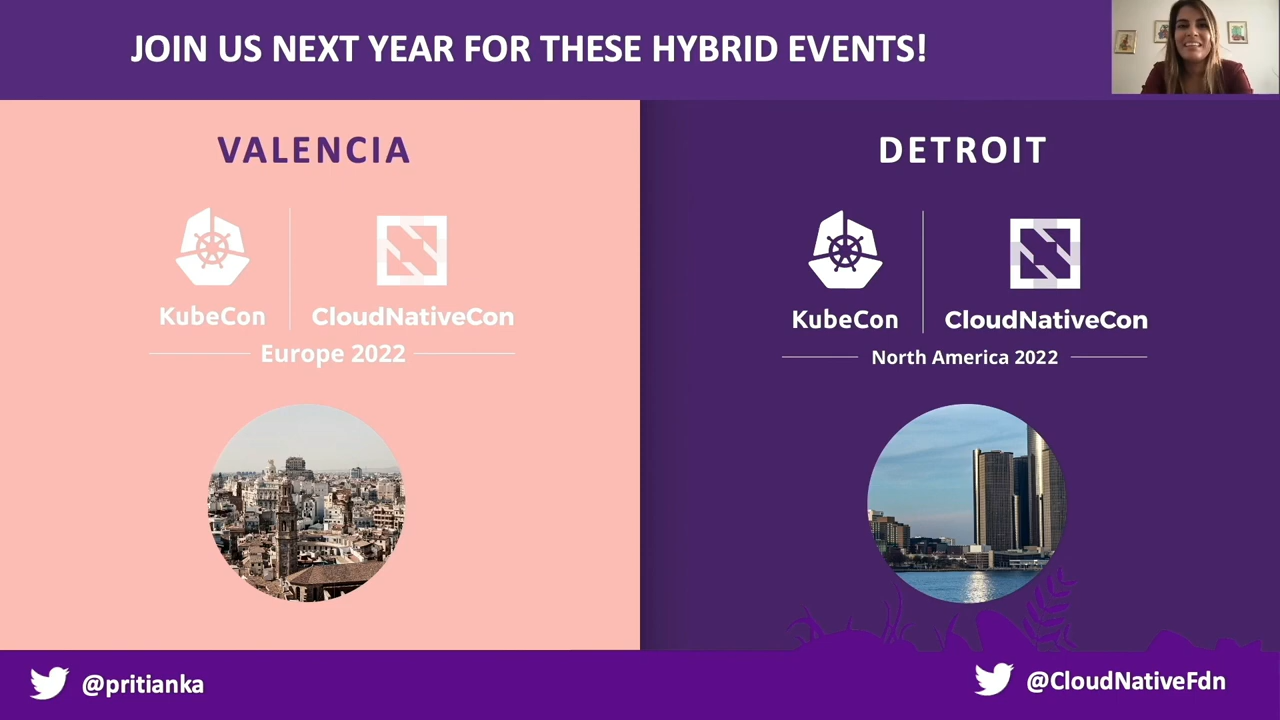 JOIN US NEXT YEAR FOR THESE HYBRID EVENTS!
VALENCIA
KubeCon
CloudNativeCon
Europe 2022
DETROIT
KubeCon
CloudNativeCon
North America 2022
@pritianka
@CloudNativeFdn